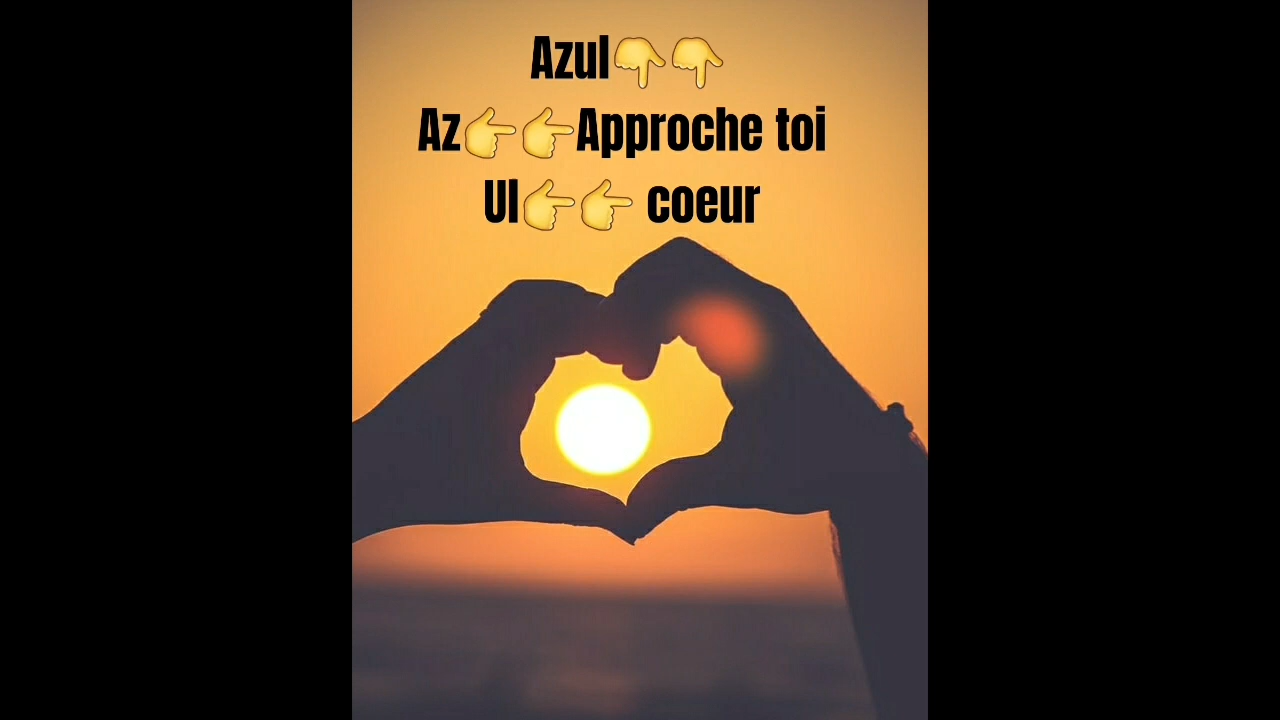 Azul👇👇
Az👉👉Approche toi
Ul👉👉 coeur